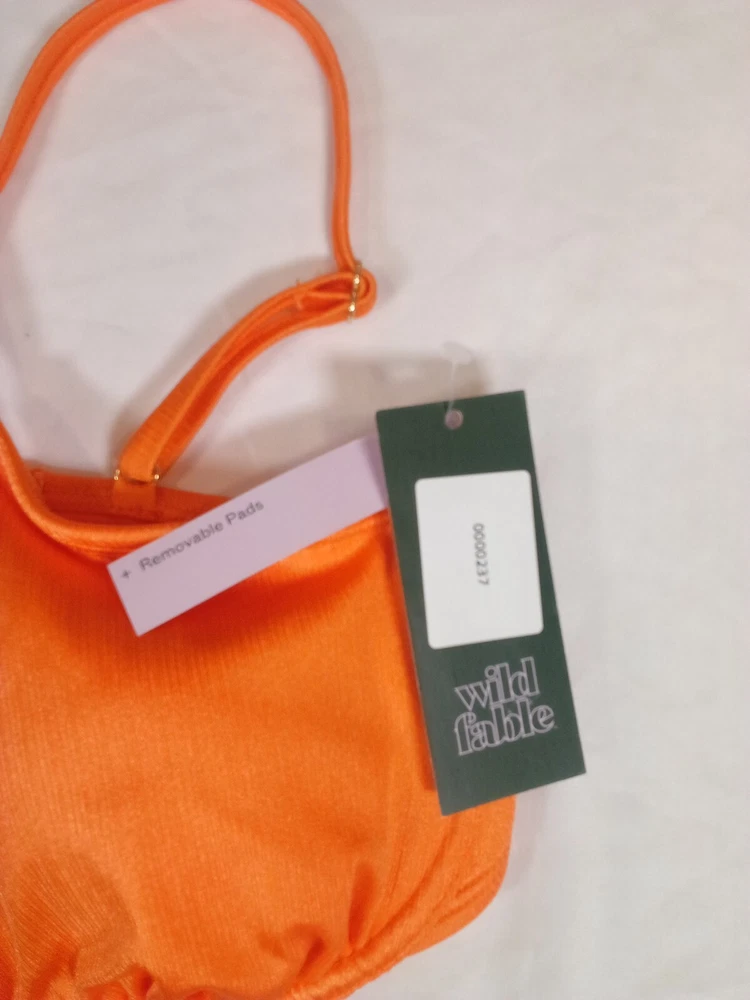 + Removable Pads
0000237
wild
fable